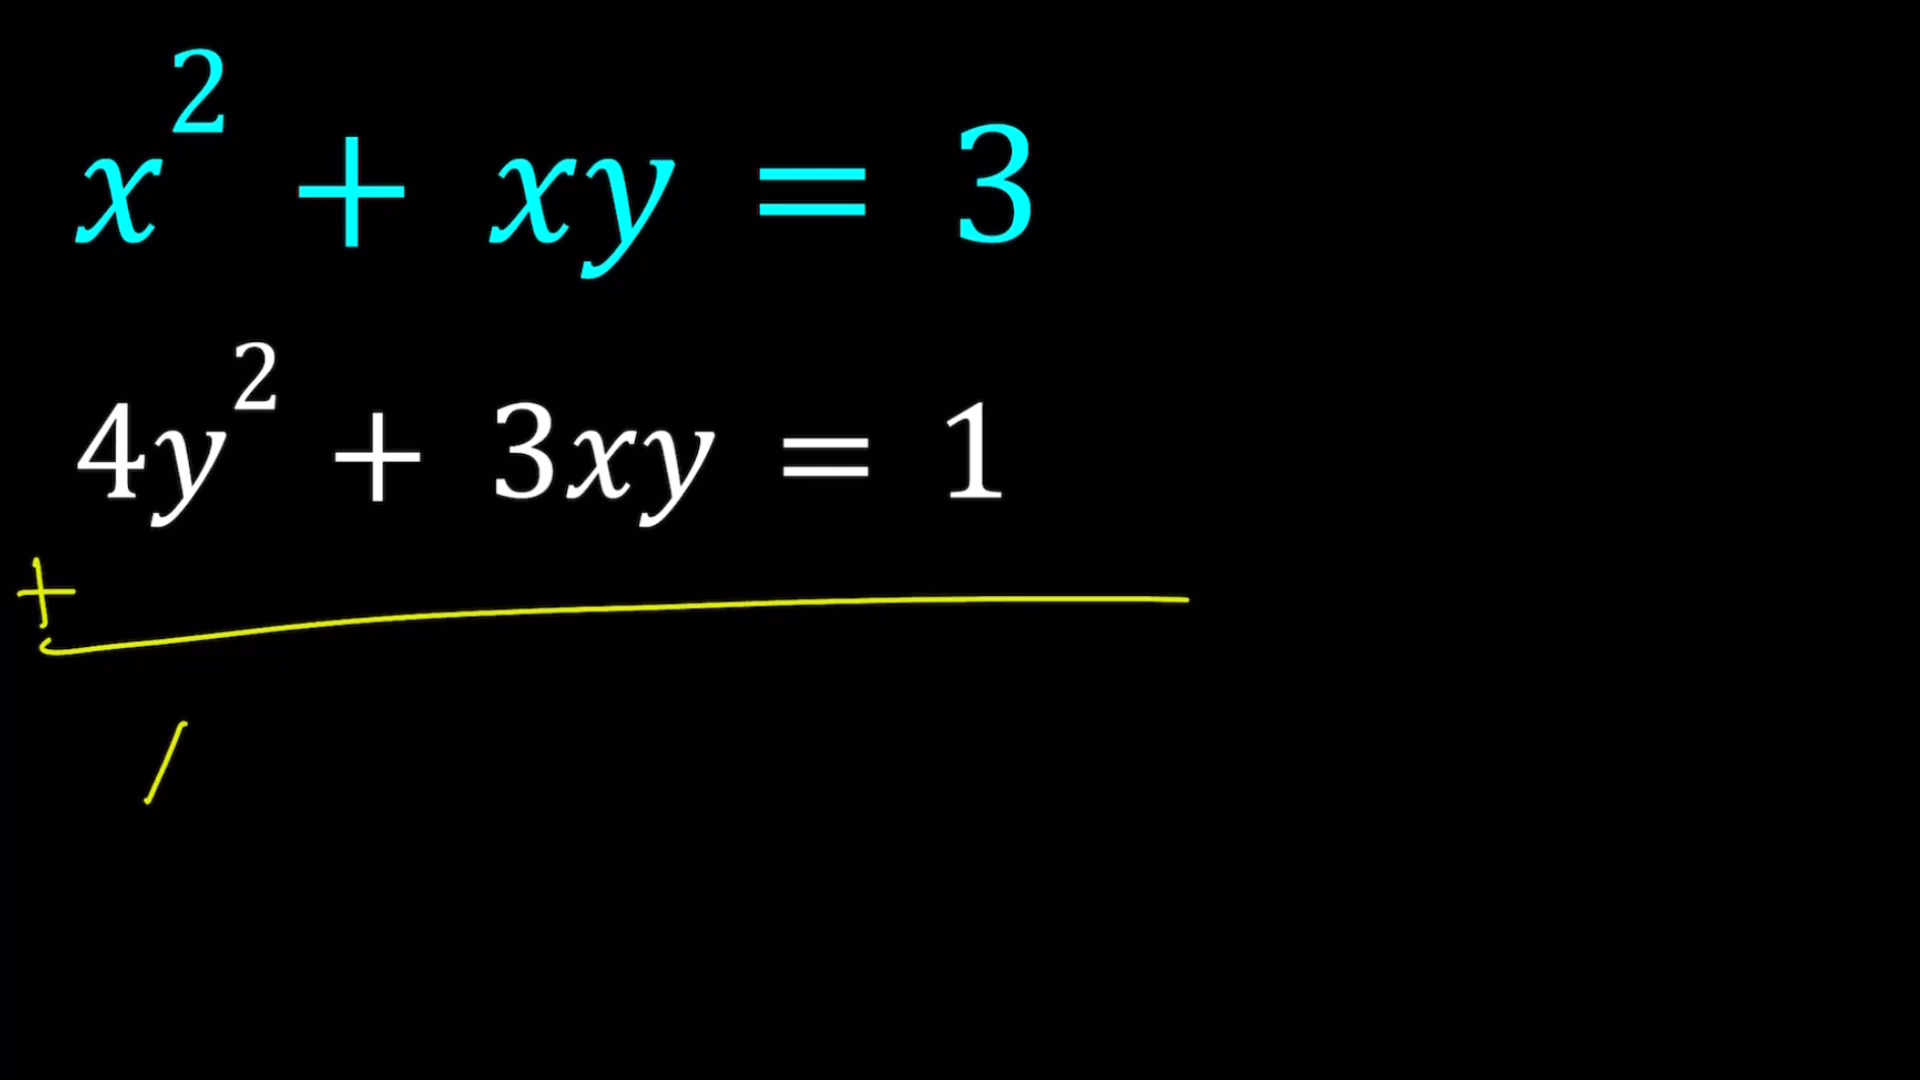 x² + xy = 3
4y² + 3xy = 1
+
/